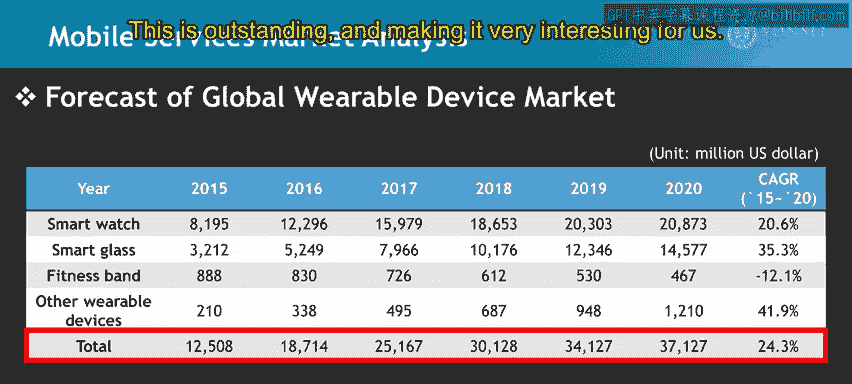 This is outstanding, and making it very interesting for us.
Mobile Services Market Analysis
❖ Forecast of Global Wearable Device Market
(Unit: million US dollar)
Year 2015 2016 2017 2018 2019 2020 CAGR (`15~`20)
Smart watch 8,195 12,296 15,979 18,653 20,303 20,873 20.6%
Smart glass 3,212 5,249 7,966 10,176 12,346 14,577 35.3%
Fitness band 888 830 726 612 530 467 -12.1%
Other wearable devices 210 338 495 687 948 1,210 41.9%
Total 12,508 18,714 25,167 30,128 34,127 37,127 24.3%